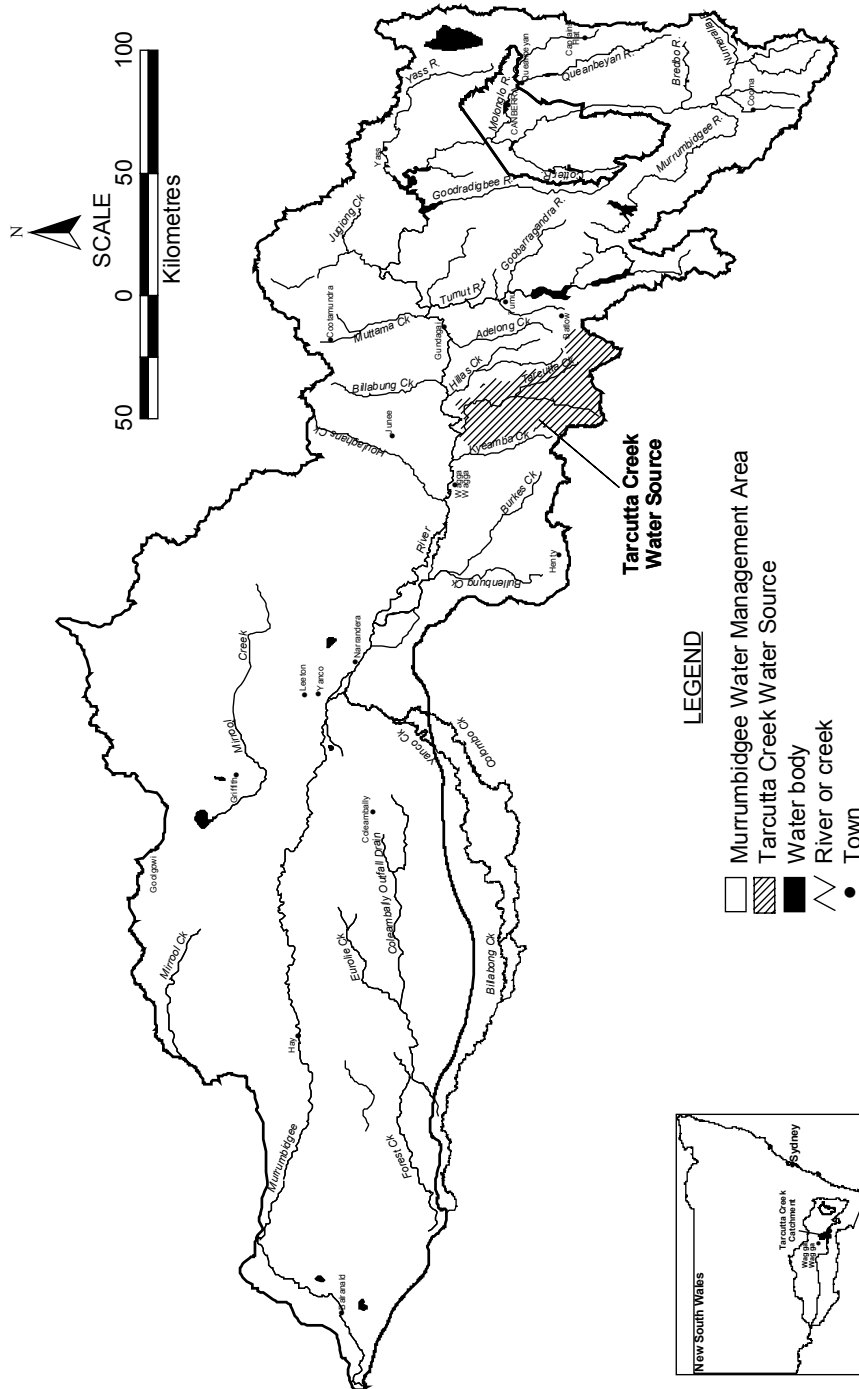 N
SCALE
50 0 50 100
Kilometres
Goolgowi
Mirrool Ck
Griffith
Mirrool Creek
Leeton
Yanco
Narrandera
Hay
Murrumbidgee
River
Balranald
Eurolie Ck
Coleambally
Coleambally Outfall Drain
Forest Ck
Billabong Ck
Yanco Ck
Colombo Ck
Houlaghans Ck
Junee
Billabung Ck
Cootamundra
Muttama Ck
Jugiong Ck
Yass
Yass R.
Wagga
Wagga
Gundagai
Tumut R.
Tumut
Goodradigbee R.
Goobarragandra R.
Molonglo R.
CANBERRA
Queanbeyan
Captains
Flat
Queanbeyan R.
Cotter R.
Bredbo R.
Numeralla R.
Cooma
Murrumbidgee R.
Adelong Ck
Batlow
Hillas Ck
Tarcutta Ck
Kyeamba Ck
Burkes Ck
Bullenbung Ck
Henty
Tarcutta Creek
Water Source
LEGEND
Murrumbidgee Water Management Area
Tarcutta Creek Water Source
Water body
River or creek
Town
New South Wales
Tarcutta Creek
Catchment
Wagga
Wagga
Sydney